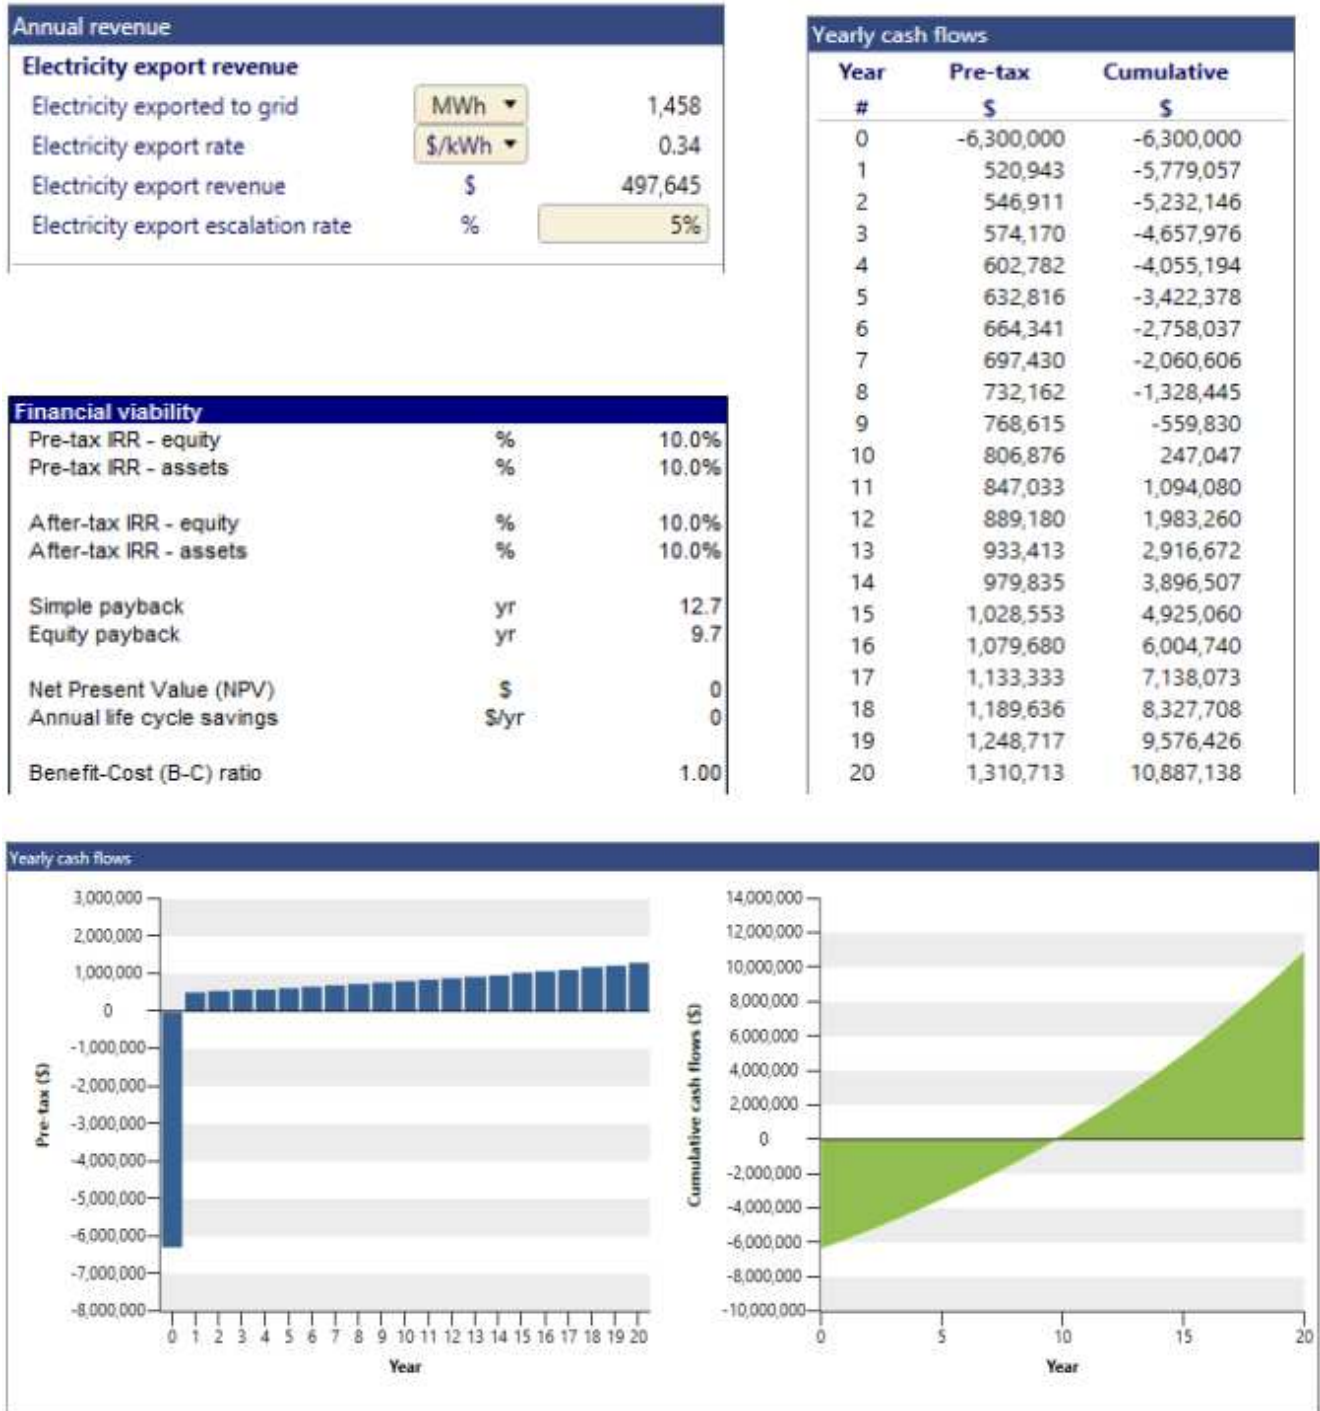 Annual revenue
Electricity export revenue
Electricity exported to grid MWh 1,458
Electricity export rate $/kWh 0.34
Electricity export revenue $ 497,645
Electricity export escalation rate % 5%
Financial viability
Pre-tax IRR - equity % 10.0%
Pre-tax IRR - assets % 10.0%
After-tax IRR - equity % 10.0%
After-tax IRR - assets % 10.0%
Simple payback yr 12.7
Equity payback yr 9.7
Net Present Value (NPV) $ 0
Annual life cycle savings $/yr 0
Benefit-Cost (B-C) ratio 1.00
Yearly cash flows
Year Pre-tax Cumulative
# $ $
0 -6,300,000 -6,300,000
1 520,943 -5,779,057
2 546,911 -5,232,146
3 574,170 -4,657,976
4 602,782 -4,055,194
5 632,816 -3,422,378
6 664,341 -2,758,037
7 697,430 -2,060,606
8 732,162 -1,328,445
9 768,615 -559,830
10 806,876 247,047
11 847,033 1,094,080
12 889,180 1,983,260
13 933,413 2,916,672
14 979,835 3,896,507
15 1,028,553 4,925,060
16 1,079,680 6,004,740
17 1,133,333 7,138,073
18 1,189,636 8,327,708
19 1,248,717 9,576,426
20 1,310,713 10,887,138
Yearly cash flows
Pre-tax ($)
3,000,000
2,000,000
1,000,000
0
-1,000,000
-2,000,000
-3,000,000
-4,000,000
-5,000,000
-6,000,000
-7,000,000
-8,000,000
0 1 2 3 4 5 6 7 8 9 10 11 12 13 14 15 16 17 18 19 20
Year
Cumulative cash flows ($)
14,000,000
12,000,000
10,000,000
8,000,000
6,000,000
4,000,000
2,000,000
0
-2,000,000
-4,000,000
-6,000,000
-8,000,000
-10,000,000
0 5 10 15 20
Year